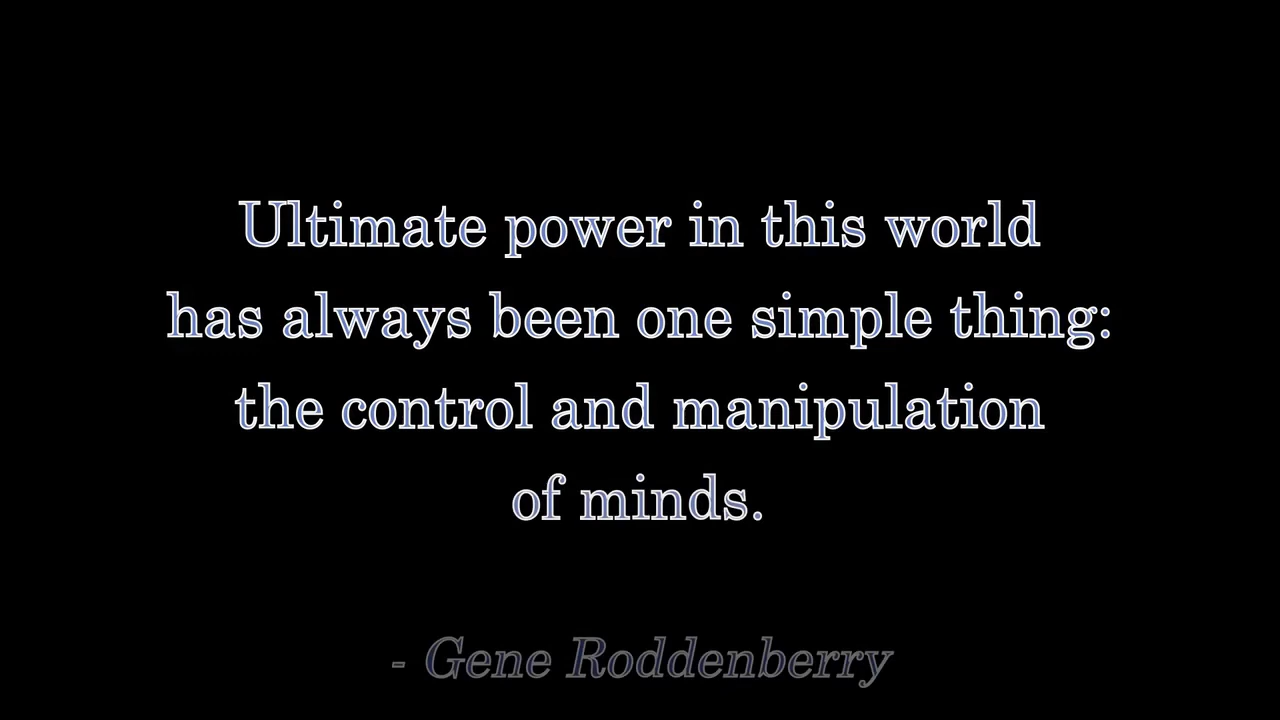 Ultimate power in this world
has always been one simple thing:
the control and manipulation
of minds.
- Gene Roddenberry